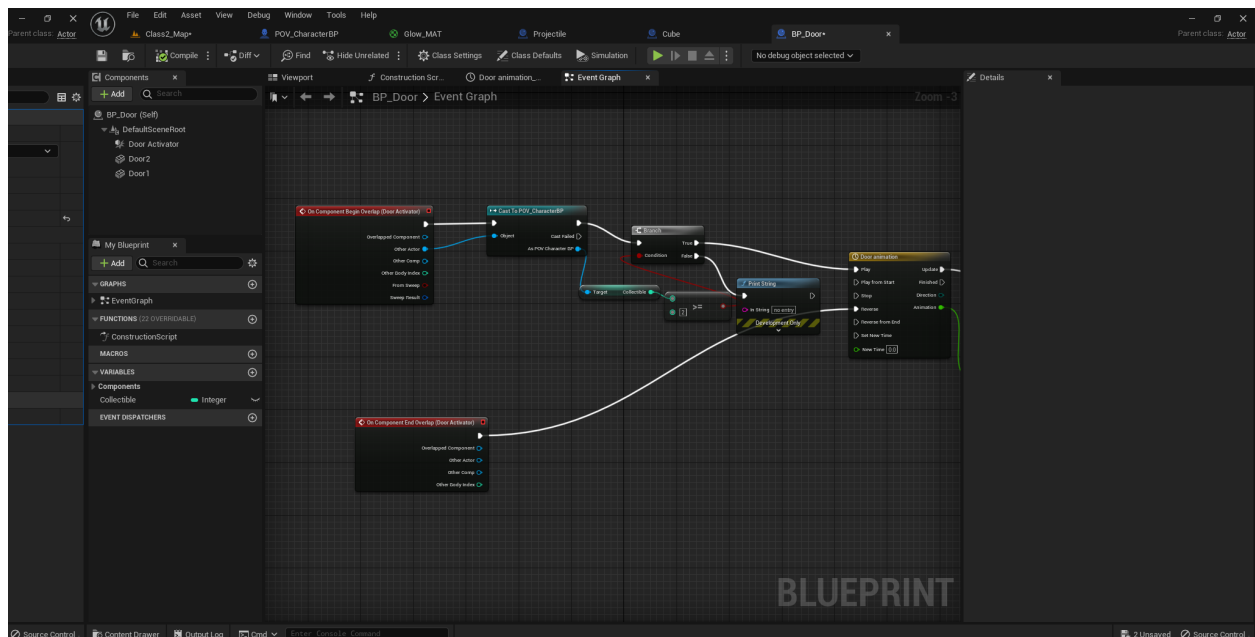 File Edit Asset View Debug Window Tools Help
Parent class: Actor
Class2_Map•
POV_CharacterBP
Glow_MAT
Projectile
Cube
BP_Door•
Parent class: Actor
Compile
Diff
Find
Hide Unrelated
Class Settings
Class Defaults
Simulation
No debug object selected
Components
Viewport
Construction Scr...
Door animation_...
Event Graph
Details
+ Add
Search
BP_Door > Event Graph
Zoom -3
BP_Door (Self)
DefaultSceneRoot
Door Activator
Door2
Door1
My Blueprint
+ Add
Search
GRAPHS
EventGraph
FUNCTIONS (22 OVERRIDABLE)
ConstructionScript
MACROS
VARIABLES
Components
Collectible
Integer
EVENT DISPATCHERS
On Component Begin Overlap (Door Activator)
Overlapped Component
Other Actor
Other Comp
Other Body Index
From Sweep
Sweep Result
Cast To POV_CharacterBP
Object
Cast Failed
As POV Character BP
Branch
Condition
True
False
Target
Collectible
>=
2
Print String
In String
no entry
Development Only
Door animation
Play
Play from Start
Stop
Reverse
Reverse from End
Set New Time
New Time 0.0
Update
Finished
Direction
Animation
On Component End Overlap (Door Activator)
Overlapped Component
Other Actor
Other Comp
Other Body Index
BLUEPRINT
Source Control
Content Drawer
Output Log
Cmd
Enter Console Command
2 Unsaved
Source Control